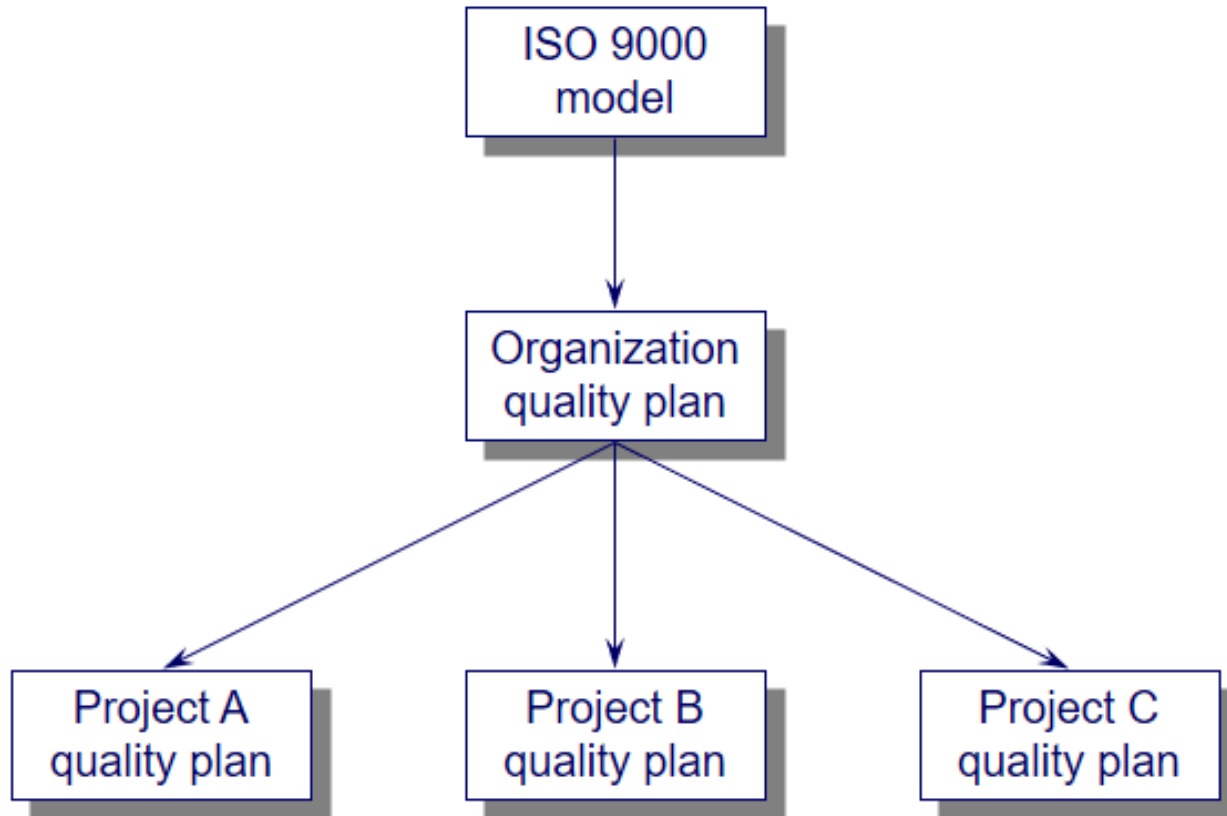 ISO 9000
model
Organization
quality plan
Project A
quality plan
Project B
quality plan
Project C
quality plan